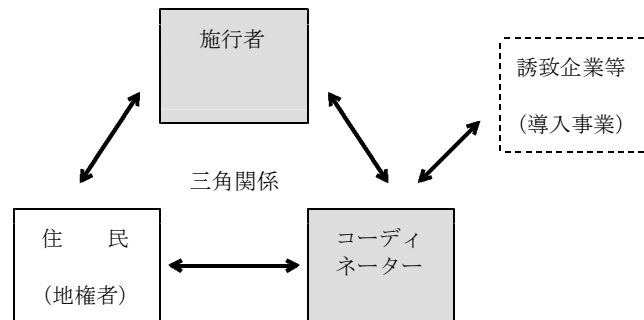 施行者
誘致企業等
（導入事業）
三角関係
住　　民
（地権者）
コーディ
ネーター